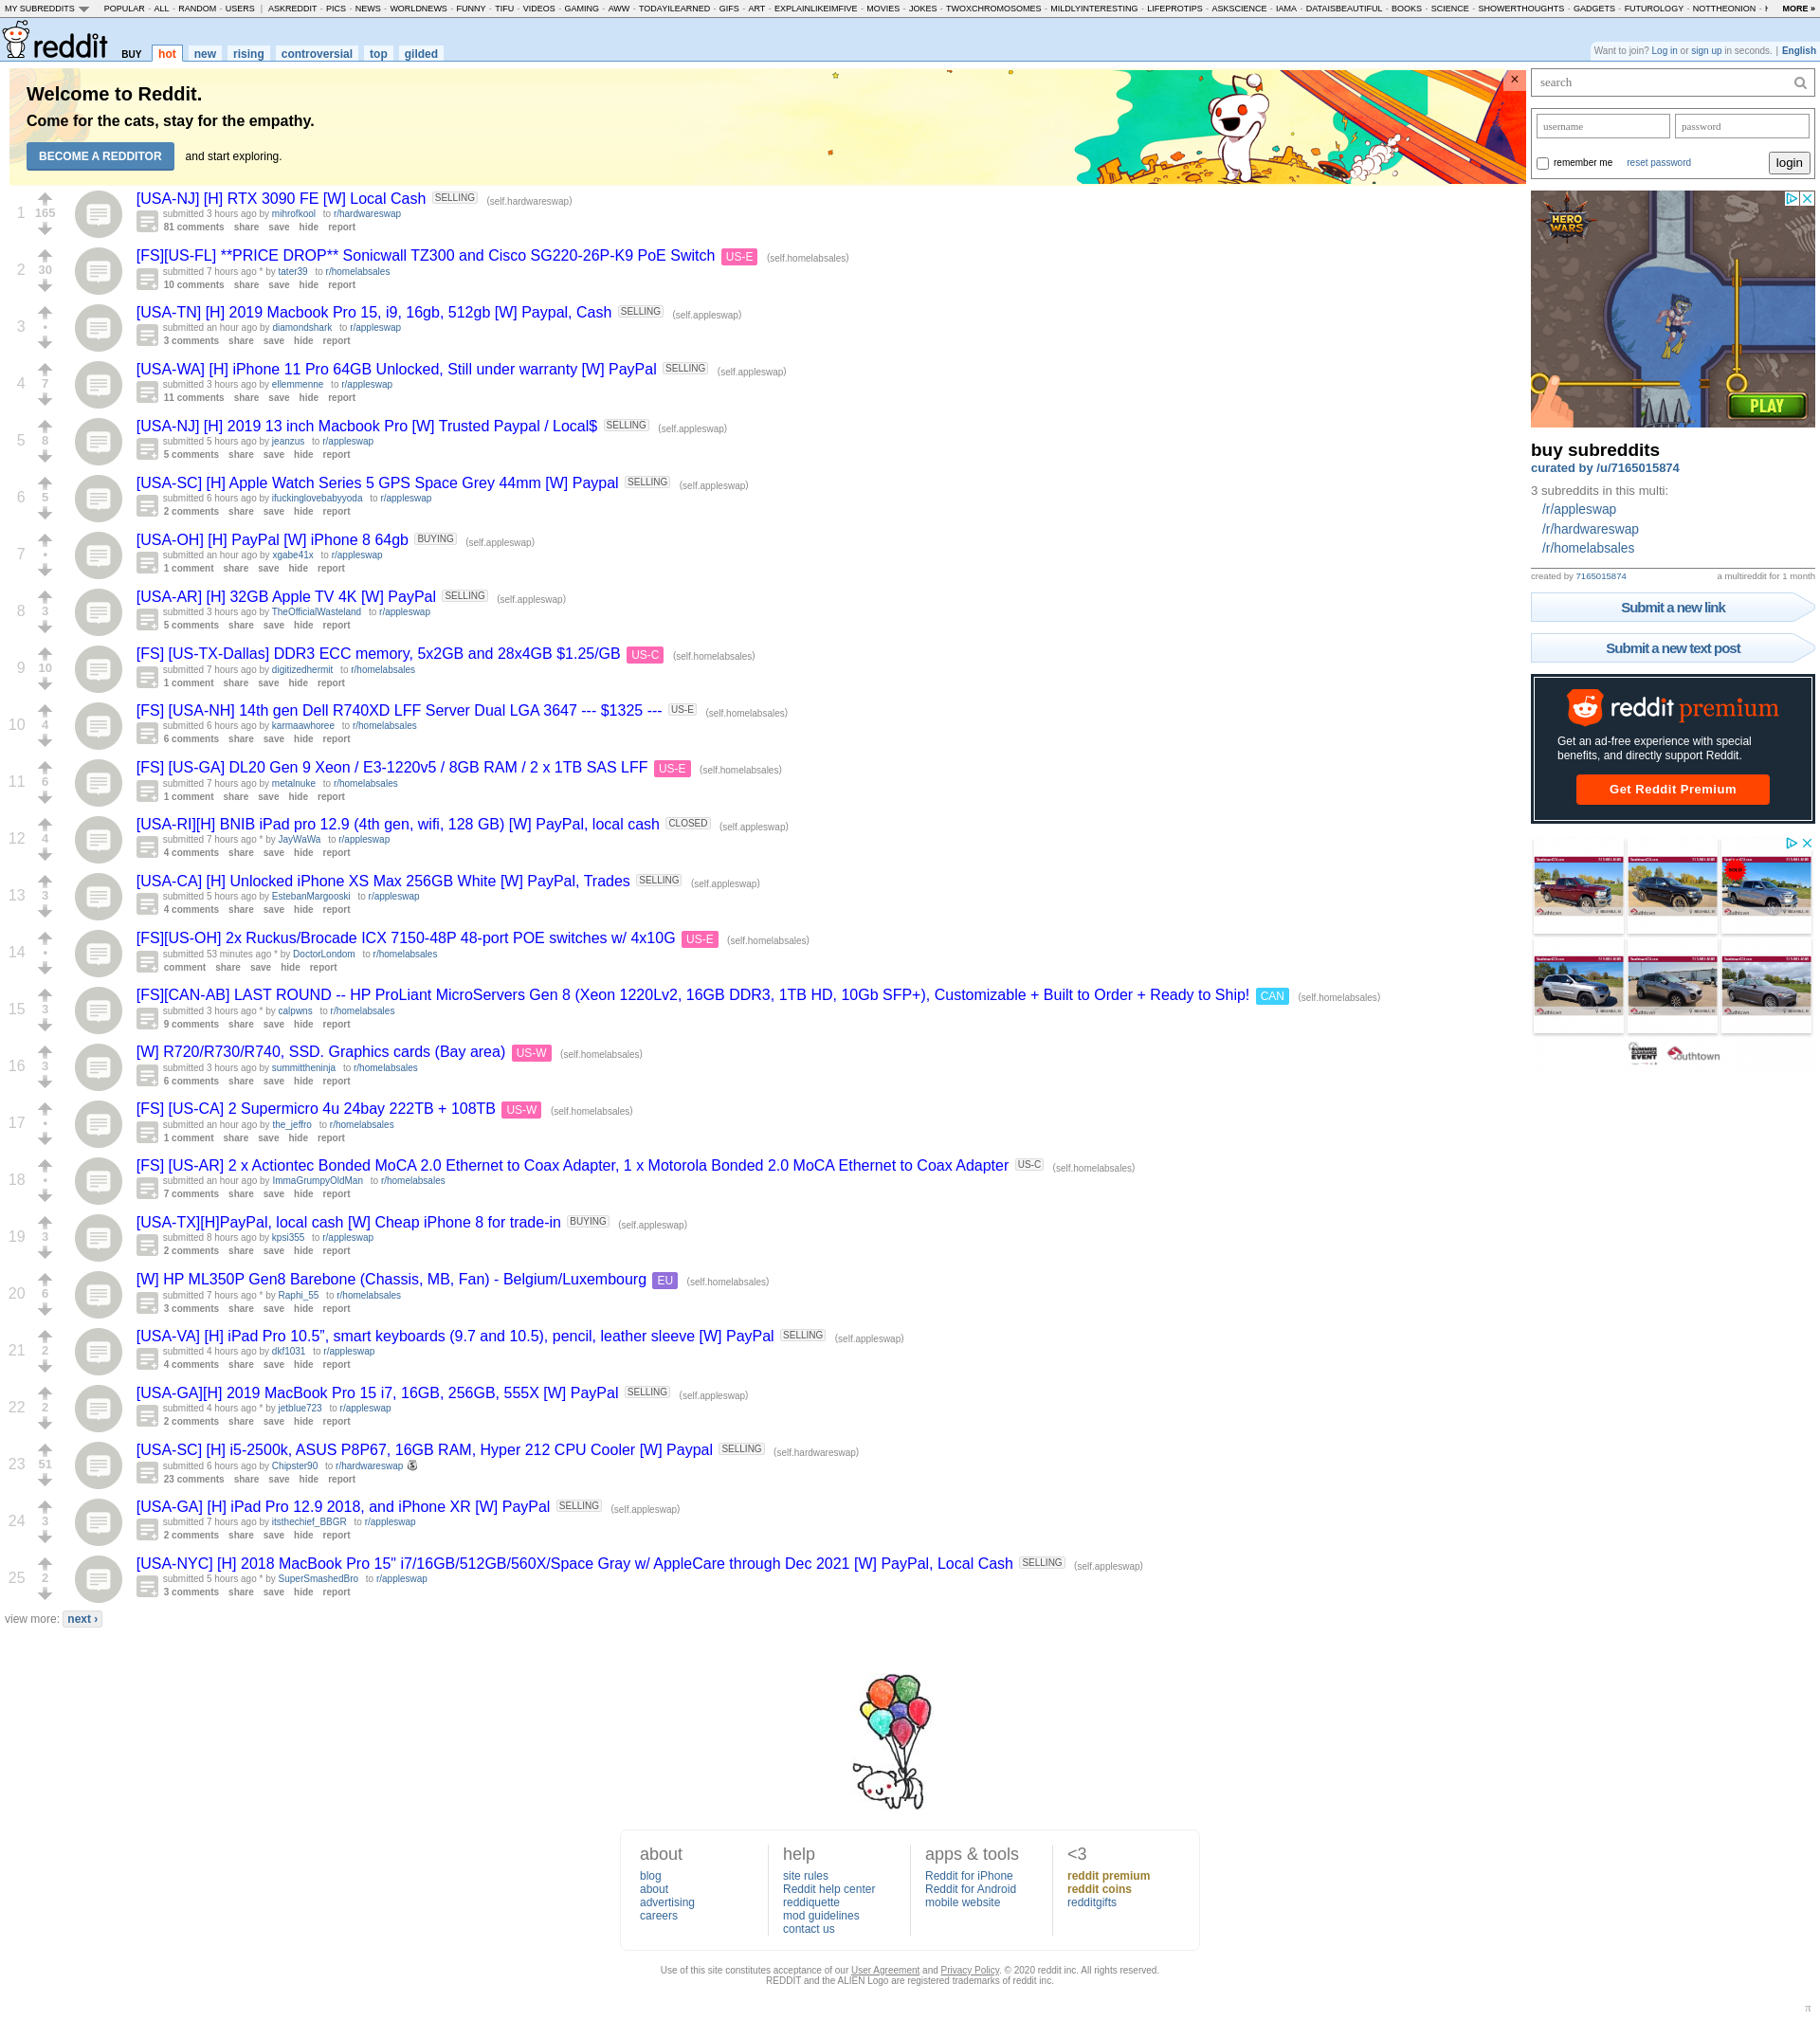 MY SUBREDDITS POPULAR - ALL - RANDOM - USERS | ASKREDDIT - PICS - NEWS - WORLDNEWS - FUNNY - TIFU - VIDEOS - GAMING - AWW - TODAYILEARNED - GIFS - ART - EXPLAINLIKEIMFIVE - MOVIES - JOKES - TWOXCHROMOSOMES - MILDLYINTERESTING - LIFEPROTIPS - ASKSCIENCE - IAMA - DATAISBEAUTIFUL - BOOKS - SCIENCE - SHOWERTHOUGHTS - GADGETS - FUTUROLOGY - NOTTHEONION - MORE »
reddit BUY hot new rising controversial top gilded
Want to join? Log in or sign up in seconds. | English
Welcome to Reddit.
Come for the cats, stay for the empathy.
BECOME A REDDITOR and start exploring.
1 165 [USA-NJ] [H] RTX 3090 FE [W] Local Cash SELLING (self.hardwareswap)
submitted 3 hours ago by mihrofkool to r/hardwareswap
81 comments share save hide report
2 30 [FS][US-FL] **PRICE DROP** Sonicwall TZ300 and Cisco SG220-26P-K9 PoE Switch US-E (self.homelabsales)
submitted 7 hours ago * by tater39 to r/homelabsales
10 comments share save hide report
3 • [USA-TN] [H] 2019 Macbook Pro 15, i9, 16gb, 512gb [W] Paypal, Cash SELLING (self.appleswap)
submitted an hour ago by diamondshark to r/appleswap
3 comments share save hide report
4 7 [USA-WA] [H] iPhone 11 Pro 64GB Unlocked, Still under warranty [W] PayPal SELLING (self.appleswap)
submitted 3 hours ago by ellemmenne to r/appleswap
11 comments share save hide report
5 8 [USA-NJ] [H] 2019 13 inch Macbook Pro [W] Trusted Paypal / Local$ SELLING (self.appleswap)
submitted 5 hours ago by jeanzus to r/appleswap
5 comments share save hide report
6 5 [USA-SC] [H] Apple Watch Series 5 GPS Space Grey 44mm [W] Paypal SELLING (self.appleswap)
submitted 6 hours ago by ifuckinglovebabyyoda to r/appleswap
2 comments share save hide report
7 • [USA-OH] [H] PayPal [W] iPhone 8 64gb BUYING (self.appleswap)
submitted an hour ago by xgabe41x to r/appleswap
1 comment share save hide report
8 3 [USA-AR] [H] 32GB Apple TV 4K [W] PayPal SELLING (self.appleswap)
submitted 3 hours ago by TheOfficialWasteland to r/appleswap
5 comments share save hide report
9 10 [FS] [US-TX-Dallas] DDR3 ECC memory, 5x2GB and 28x4GB $1.25/GB US-C (self.homelabsales)
submitted 7 hours ago by digitizedhermit to r/homelabsales
1 comment share save hide report
10 4 [FS] [USA-NH] 14th gen Dell R740XD LFF Server Dual LGA 3647 --- $1325 --- US-E (self.homelabsales)
submitted 6 hours ago by karmaawhoree to r/homelabsales
6 comments share save hide report
11 6 [FS] [US-GA] DL20 Gen 9 Xeon / E3-1220v5 / 8GB RAM / 2 x 1TB SAS LFF US-E (self.homelabsales)
submitted 7 hours ago by metalnuke to r/homelabsales
1 comment share save hide report
12 4 [USA-RI][H] BNIB iPad pro 12.9 (4th gen, wifi, 128 GB) [W] PayPal, local cash CLOSED (self.appleswap)
submitted 7 hours ago * by JayWaWa to r/appleswap
4 comments share save hide report
13 3 [USA-CA] [H] Unlocked iPhone XS Max 256GB White [W] PayPal, Trades SELLING (self.appleswap)
submitted 5 hours ago by EstebanMargooski to r/appleswap
4 comments share save hide report
14 • [FS][US-OH] 2x Ruckus/Brocade ICX 7150-48P 48-port POE switches w/ 4x10G US-E (self.homelabsales)
submitted 53 minutes ago * by DoctorLondom to r/homelabsales
comment share save hide report
15 3 [FS][CAN-AB] LAST ROUND -- HP ProLiant MicroServers Gen 8 (Xeon 1220Lv2, 16GB DDR3, 1TB HD, 10Gb SFP+), Customizable + Built to Order + Ready to Ship! CAN (self.homelabsales)
submitted 3 hours ago * by calpwns to r/homelabsales
9 comments share save hide report
16 3 [W] R720/R730/R740, SSD. Graphics cards (Bay area) US-W (self.homelabsales)
submitted 3 hours ago by summittheninja to r/homelabsales
6 comments share save hide report
17 • [FS] [US-CA] 2 Supermicro 4u 24bay 222TB + 108TB US-W (self.homelabsales)
submitted an hour ago by the_jeffro to r/homelabsales
1 comment share save hide report
18 • [FS] [US-AR] 2 x Actiontec Bonded MoCA 2.0 Ethernet to Coax Adapter, 1 x Motorola Bonded 2.0 MoCA Ethernet to Coax Adapter US-C (self.homelabsales)
submitted an hour ago by ImmaGrumpyOldMan to r/homelabsales
7 comments share save hide report
19 3 [USA-TX][H]PayPal, local cash [W] Cheap iPhone 8 for trade-in BUYING (self.appleswap)
submitted 8 hours ago by kpsi355 to r/appleswap
2 comments share save hide report
20 6 [W] HP ML350P Gen8 Barebone (Chassis, MB, Fan) - Belgium/Luxembourg EU (self.homelabsales)
submitted 7 hours ago * by Raphi_55 to r/homelabsales
3 comments share save hide report
21 2 [USA-VA] [H] iPad Pro 10.5”, smart keyboards (9.7 and 10.5), pencil, leather sleeve [W] PayPal SELLING (self.appleswap)
submitted 4 hours ago by dkf1031 to r/appleswap
4 comments share save hide report
22 2 [USA-GA][H] 2019 MacBook Pro 15 i7, 16GB, 256GB, 555X [W] PayPal SELLING (self.appleswap)
submitted 4 hours ago * by jetblue723 to r/appleswap
2 comments share save hide report
23 51 [USA-SC] [H] i5-2500k, ASUS P8P67, 16GB RAM, Hyper 212 CPU Cooler [W] Paypal SELLING (self.hardwareswap)
submitted 6 hours ago by Chipster90 to r/hardwareswap
23 comments share save hide report
24 3 [USA-GA] [H] iPad Pro 12.9 2018, and iPhone XR [W] PayPal SELLING (self.appleswap)
submitted 7 hours ago by itsthechief_BBGR to r/appleswap
2 comments share save hide report
25 2 [USA-NYC] [H] 2018 MacBook Pro 15" i7/16GB/512GB/560X/Space Gray w/ AppleCare through Dec 2021 [W] PayPal, Local Cash SELLING (self.appleswap)
submitted 5 hours ago * by SuperSmashedBro to r/appleswap
3 comments share save hide report
view more: next ›
search
username password
remember me reset password login
HERO WARS
PLAY
buy subreddits
curated by /u/7165015874
3 subreddits in this multi:
/r/appleswap
/r/hardwareswap
/r/homelabsales
created by 7165015874 a multireddit for 1 month
Submit a new link
Submit a new text post
reddit premium
Get an ad-free experience with special
benefits, and directly support Reddit.
Get Reddit Premium
SUMMER
EVENT
Southtown
about
blog
about
advertising
careers
help
site rules
Reddit help center
reddiquette
mod guidelines
contact us
apps & tools
Reddit for iPhone
Reddit for Android
mobile website
<3
reddit premium
reddit coins
redditgifts
Use of this site constitutes acceptance of our User Agreement and Privacy Policy. © 2020 reddit inc. All rights reserved.
REDDIT and the ALIEN Logo are registered trademarks of reddit inc.
π